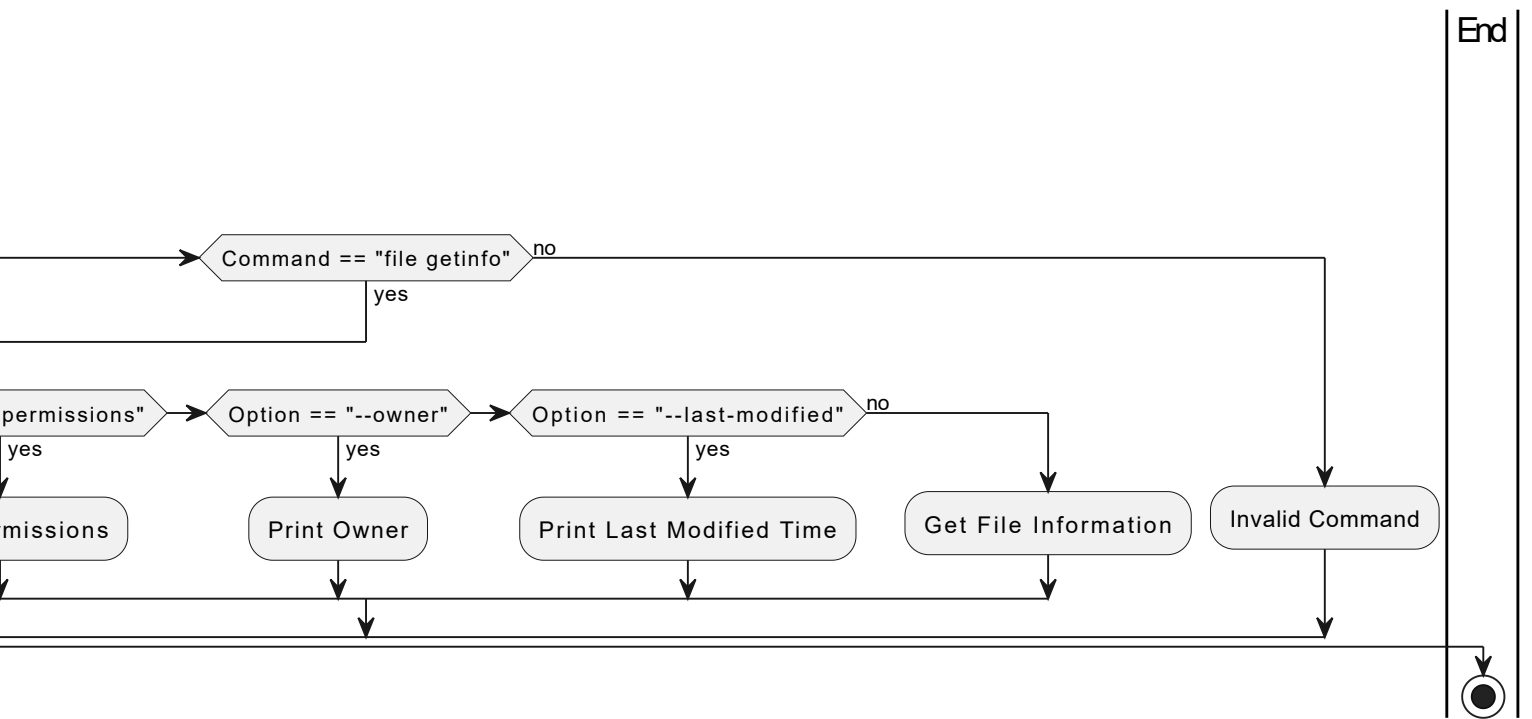 End
Command == "file getinfo"
no
yes
permissions"
Option == "--owner"
Option == "--last-modified"
no
yes
yes
yes
missions
Print Owner
Print Last Modified Time
Get File Information
Invalid Command